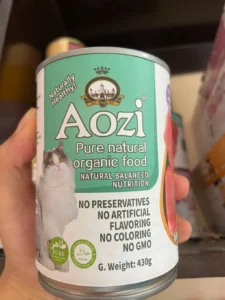 Naturally
Healthy!
Aozi
Pure natural
organic food
NATURAL BALANCED
NUTRITION
NO PRESERVATIVES
NO ARTIFICIAL
FLAVORING
NO COLORING
NO GMO
G. Weight: 430g